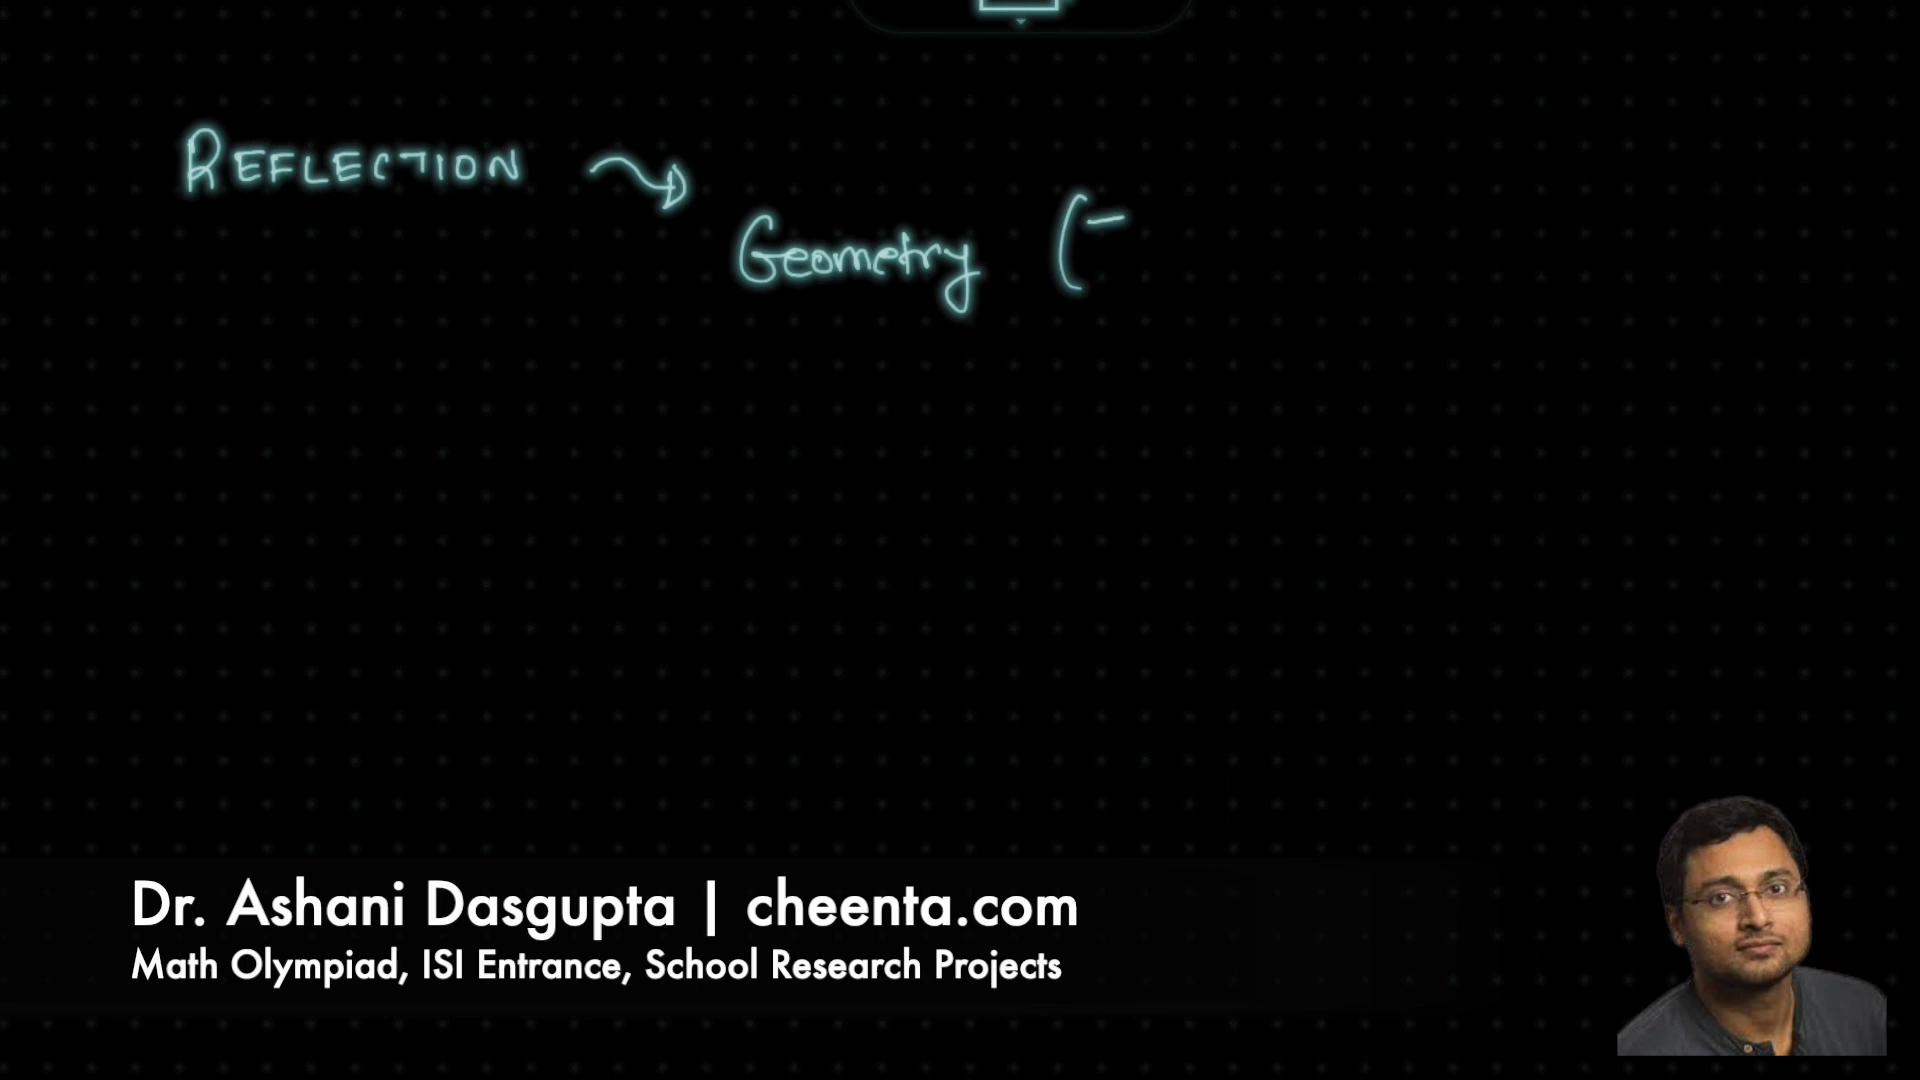 REFLECTION
Geometry (
Dr. Ashani Dasgupta | cheenta.com
Math Olympiad, ISI Entrance, School Research Projects